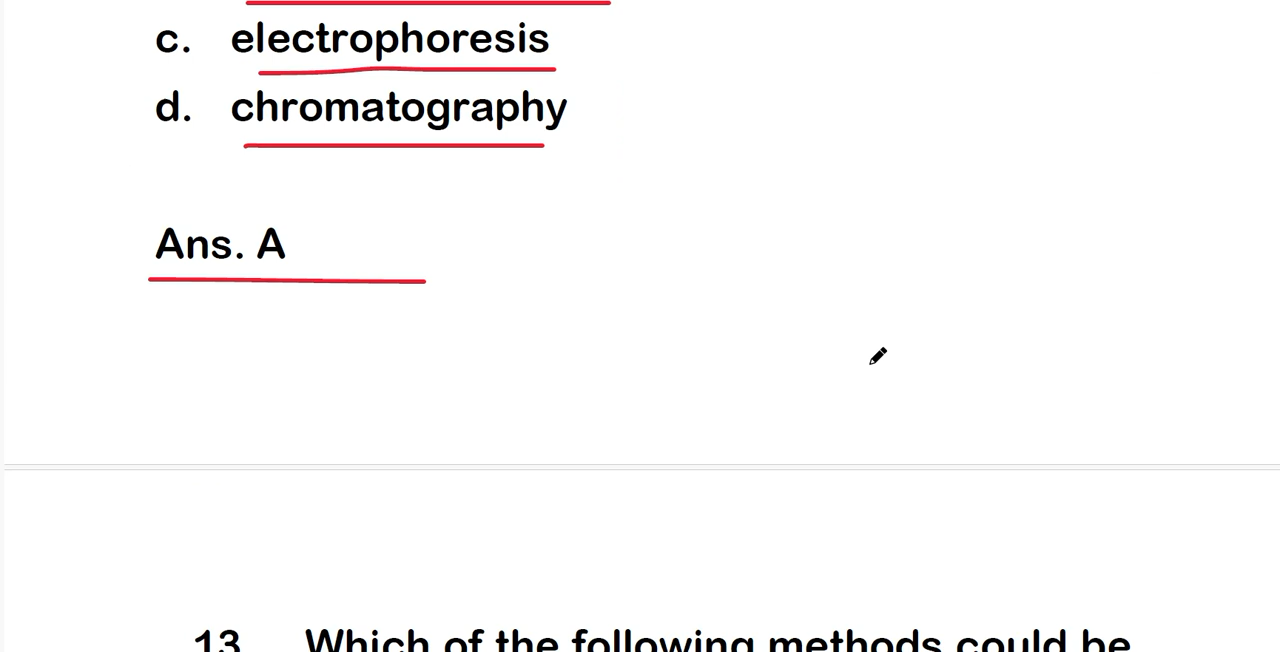 c. electrophoresis
d. chromatography
Ans. A
13 Which of the following methods could be